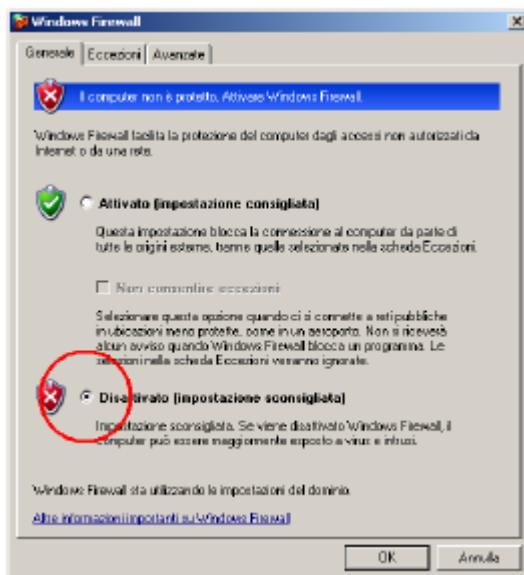 Windows Firewall
Generale Eccezioni Avanzate
Il computer non è protetto. Attivare Windows Firewall.
Windows Firewall facilita la protezione del computer dagli accessi non autorizzati da
Internet o da una rete.
Attivato (impostazione consigliata)
Questa impostazione blocca la connessione al computer da parte di
tutte le origini esterne, tranne quelle selezionate nella scheda Eccezioni.
Non consentire eccezioni
Selezionare questa opzione quando ci si connette a reti pubbliche
in ubicazioni meno protette, come in un aeroporto. Non si riceverà
alcun avviso quando Windows Firewall blocca un programma. Le
selezioni nella scheda Eccezioni verranno ignorate.
Disattivato (impostazione sconsigliata)
Impostazione sconsigliata. Se viene disattivato Windows Firewall, il
computer può essere maggiormente esposto a virus e intrusi.
Windows Firewall sta utilizzando le impostazioni del dominio.
Altre informazioni importanti su Windows Firewall
OK Annulla